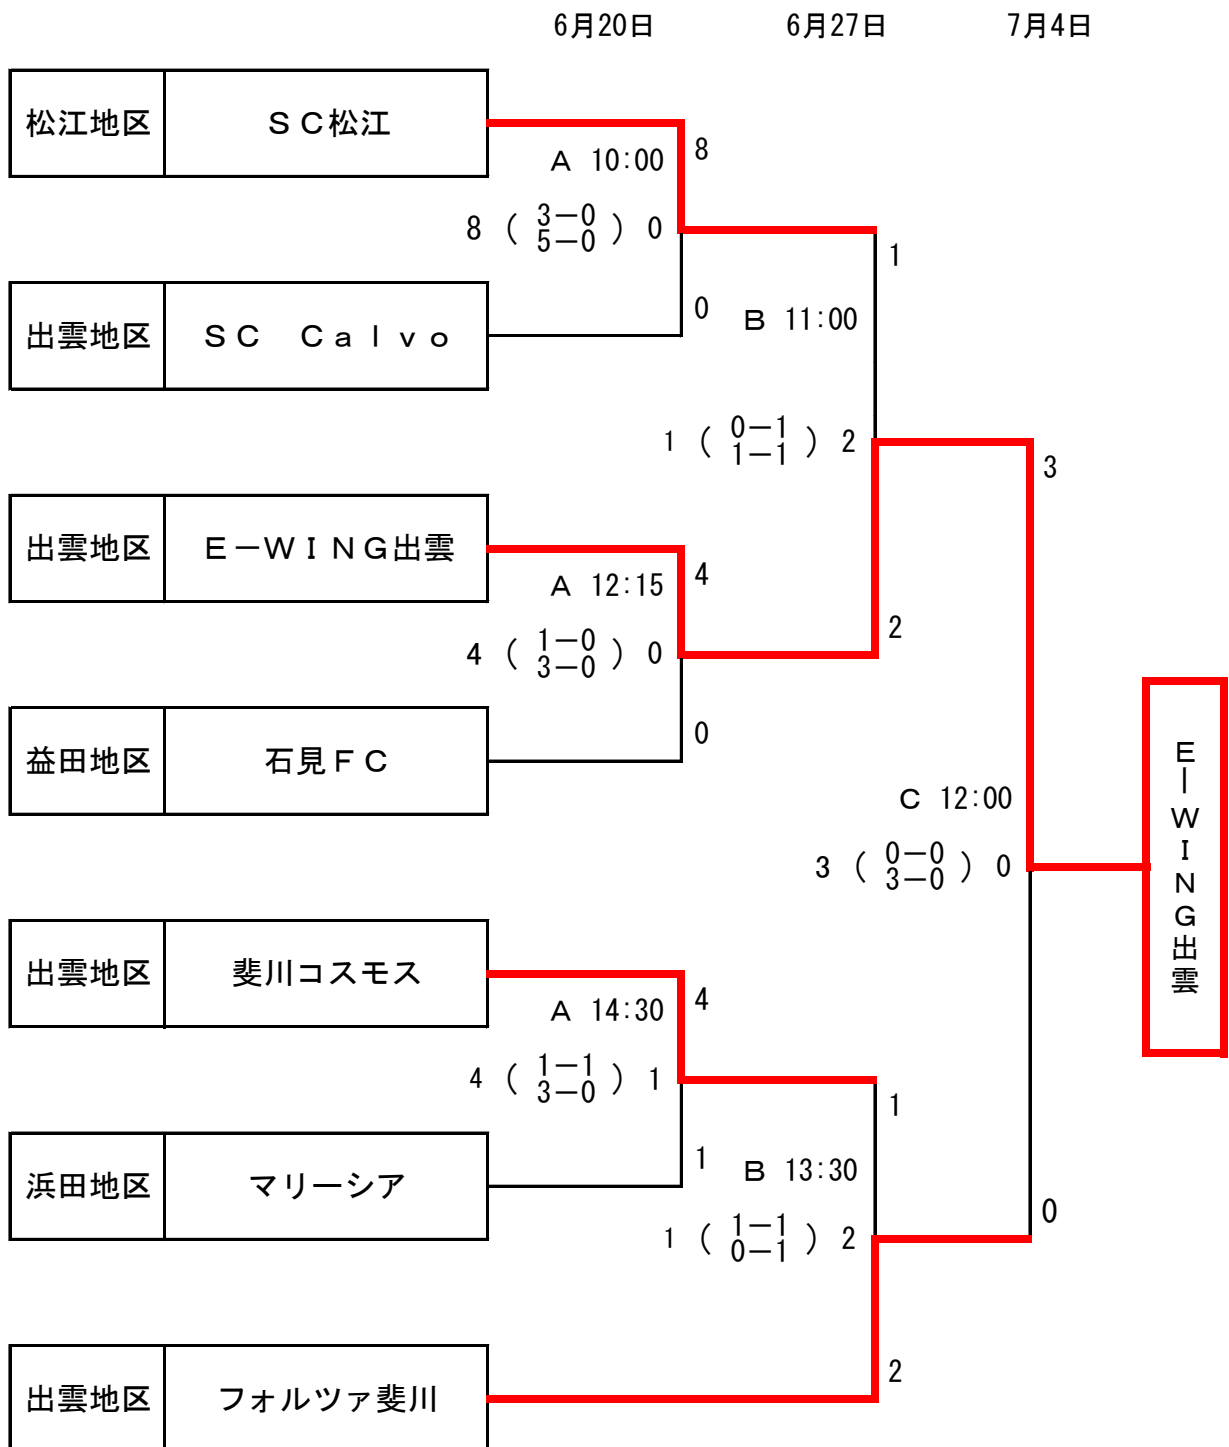 6月20日 6月27日 7月4日
松江地区 ＳＣ松江
Ａ 10:00 8
8 ( 3－0 ) 0
5－0
1
出雲地区 ＳＣ　Ｃａｌｖｏ
0
Ｂ 11:00
1 ( 0－1 ) 2
1－1
3
出雲地区 Ｅ－ＷＩＮＧ出雲
Ａ 12:15 4
4 ( 1－0 ) 0
3－0
2
益田地区 石見ＦＣ
0
Ｃ 12:00
3 ( 0－0 ) 0
3－0
Ｅ－ＷＩＮＧ出雲
出雲地区 斐川コスモス
Ａ 14:30 4
4 ( 1－1 ) 1
3－0
1
浜田地区 マリーシア
1
Ｂ 13:30
1 ( 1－1 ) 2
0－1
0
出雲地区 フォルツァ斐川
2